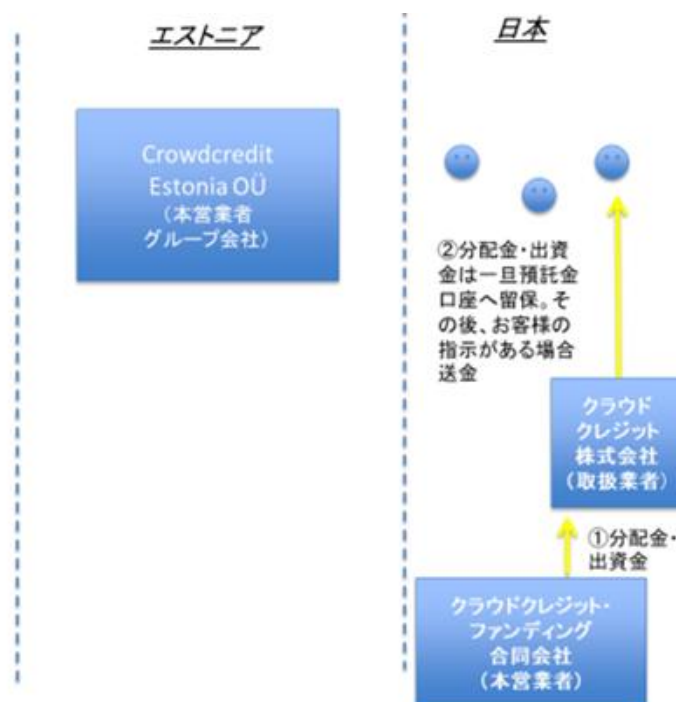 エストニア
日本
Crowdcredit
Estonia OÜ
（本営業者
グループ会社）
②分配金・出資
金は一旦預託金
口座へ留保。そ
の後、お客様の
指示がある場合
送金
クラウド
クレジット
株式会社
（取扱業者）
①分配金・
出資金
クラウドクレジット・
ファンディング
合同会社
（本営業者）